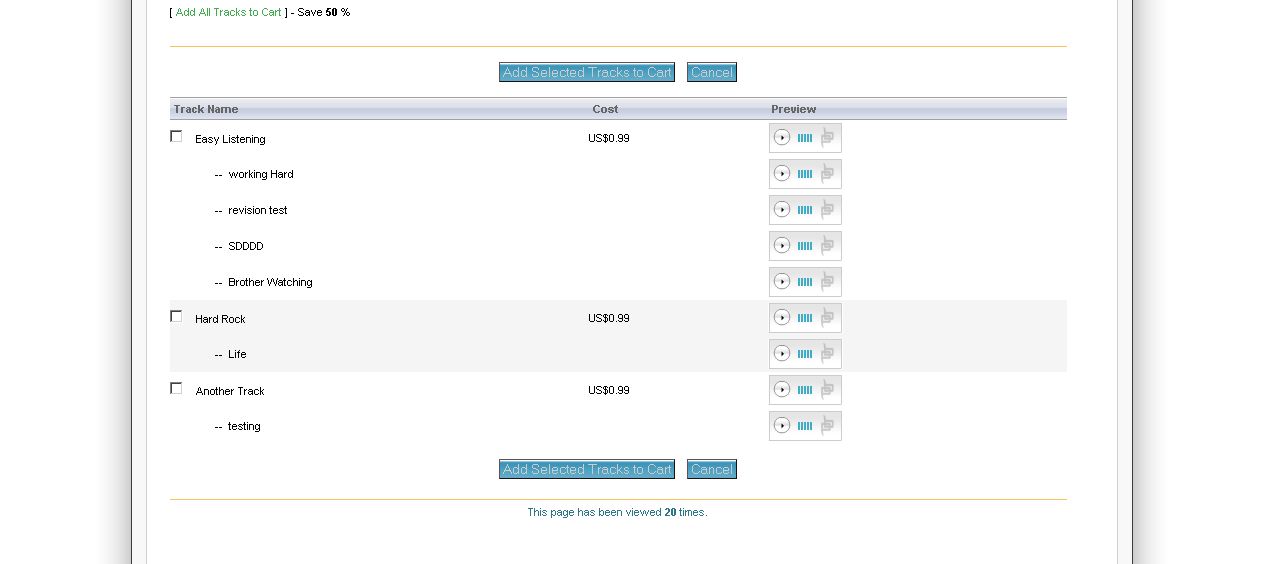 [ Add All Tracks to Cart ] - Save 50 %
Add Selected Tracks to Cart Cancel
Track Name Cost Preview
Easy Listening US$0.99
-- working Hard
-- revision test
-- SDDDD
-- Brother Watching
Hard Rock US$0.99
-- Life
Another Track US$0.99
-- testing
Add Selected Tracks to Cart Cancel
This page has been viewed 20 times.